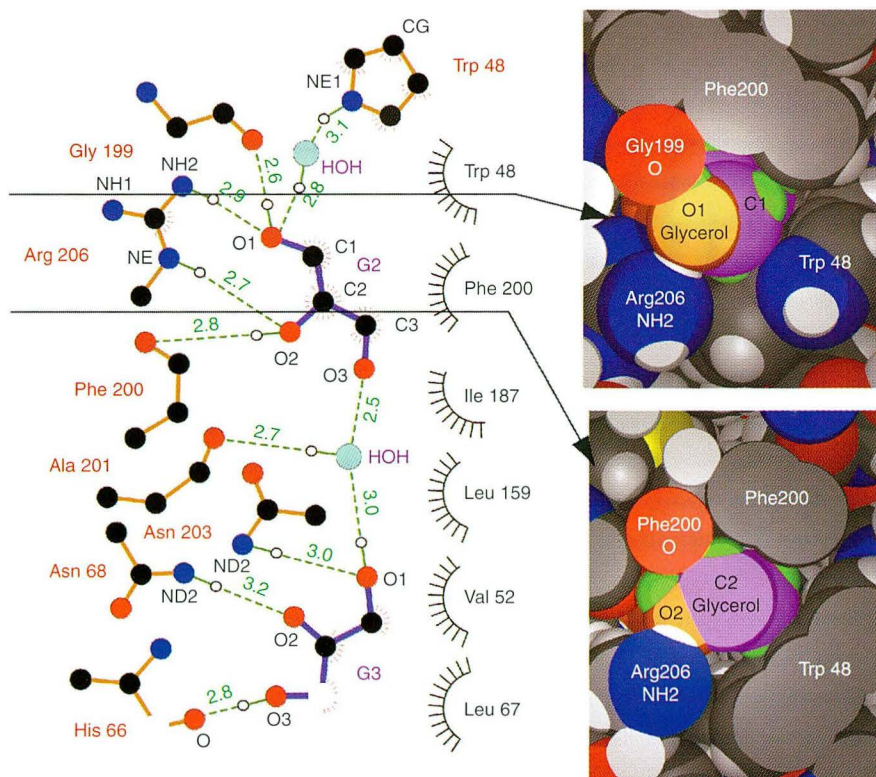 CG
NE1
Trp 48
3.1
HOH
Gly 199
2.6
2.8
NH2
2.9
NH1
O1
C1
G2
Arg 206
NE
C2
2.7
C3
2.8
O2
O3
Phe 200
2.5
2.7
HOH
Ala 201
3.0
Asn 203
ND2
3.0
O1
Asn 68
ND2
3.2
O2
G3
2.8
O3
His 66
O
Trp 48
Phe 200
Ile 187
Leu 159
Val 52
Leu 67
Phe200
Gly199
O
O1
Glycerol
C1
Trp 48
Arg206
NH2
Phe200
Phe200
O
C2
Glycerol
O2
Arg206
NH2
Trp 48